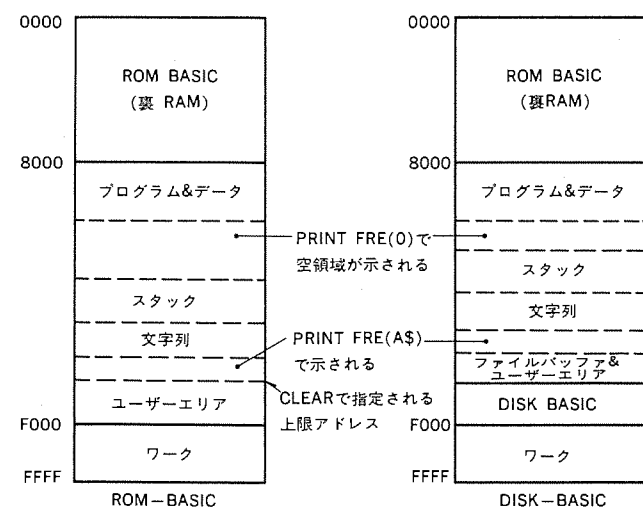 0000
ROM BASIC
(裏 RAM)
8000
プログラム&データ
スタック
文字列
ユーザーエリア
F000
ワーク
FFFF
ROM-BASIC
PRINT FRE(0)で
空領域が示される
PRINT FRE(A$)
で示される
CLEARで指定される
上限アドレス
0000
ROM BASIC
(裏RAM)
8000
プログラム&データ
スタック
文字列
ファイルバッファ&
ユーザーエリア
DISK BASIC
F000
ワーク
FFFF
DISK-BASIC